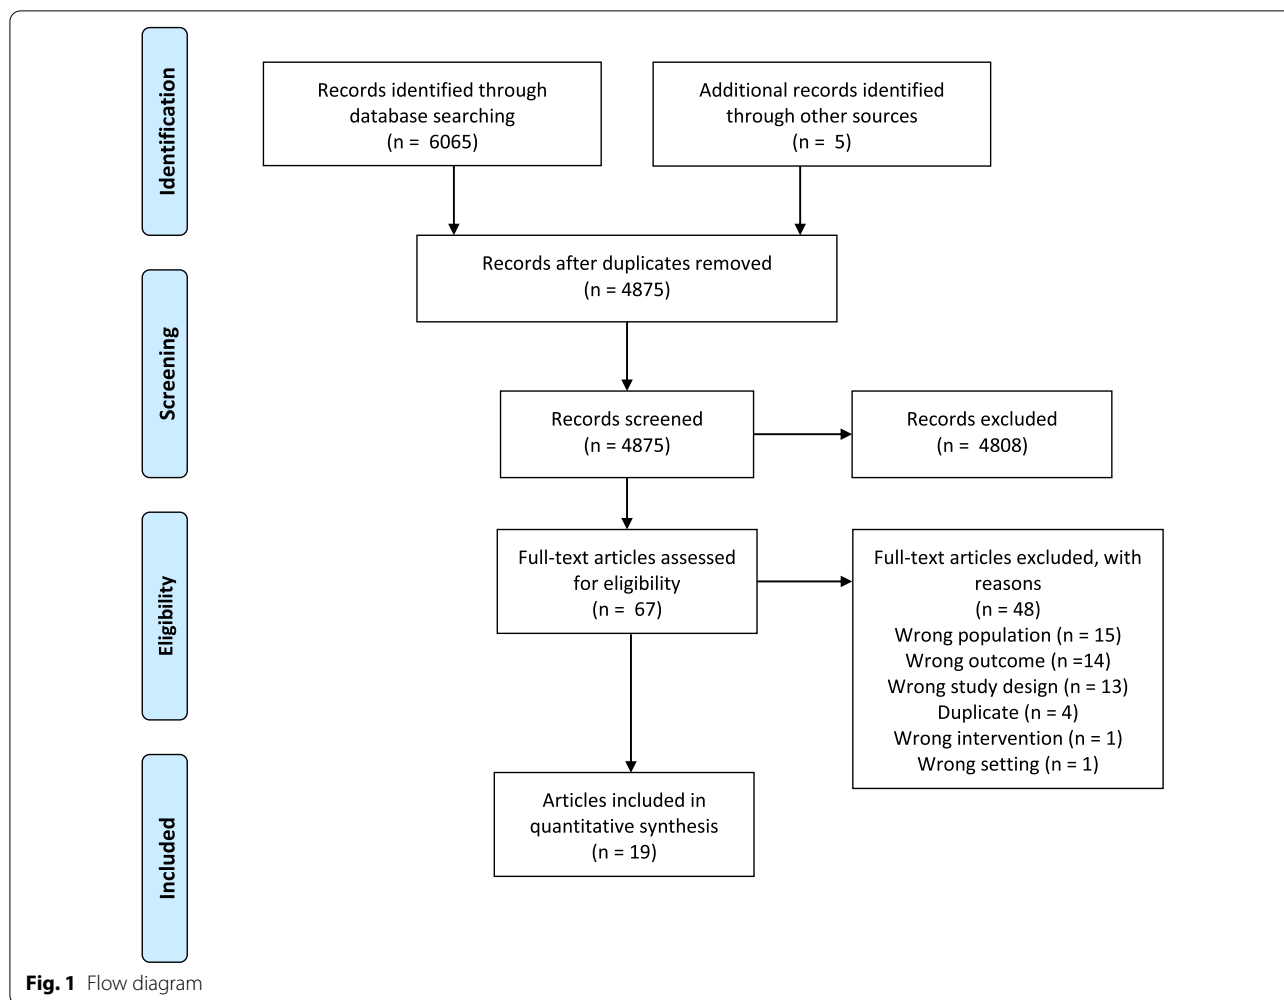 Identification
Records identified through
database searching
(n =  6065)
Additional records identified
through other sources
(n =  5)
Records after duplicates removed
(n = 4875)
Screening
Records screened
(n = 4875)
Records excluded
(n =  4808)
Eligibility
Full-text articles assessed
for eligibility
(n =  67)
Full-text articles excluded, with
reasons
(n = 48)
Wrong population (n = 15)
Wrong outcome (n =14)
Wrong study design (n = 13)
Duplicate (n = 4)
Wrong intervention (n = 1)
Wrong setting (n = 1)
Included
Articles included in
quantitative synthesis
(n = 19)
Fig. 1  Flow diagram